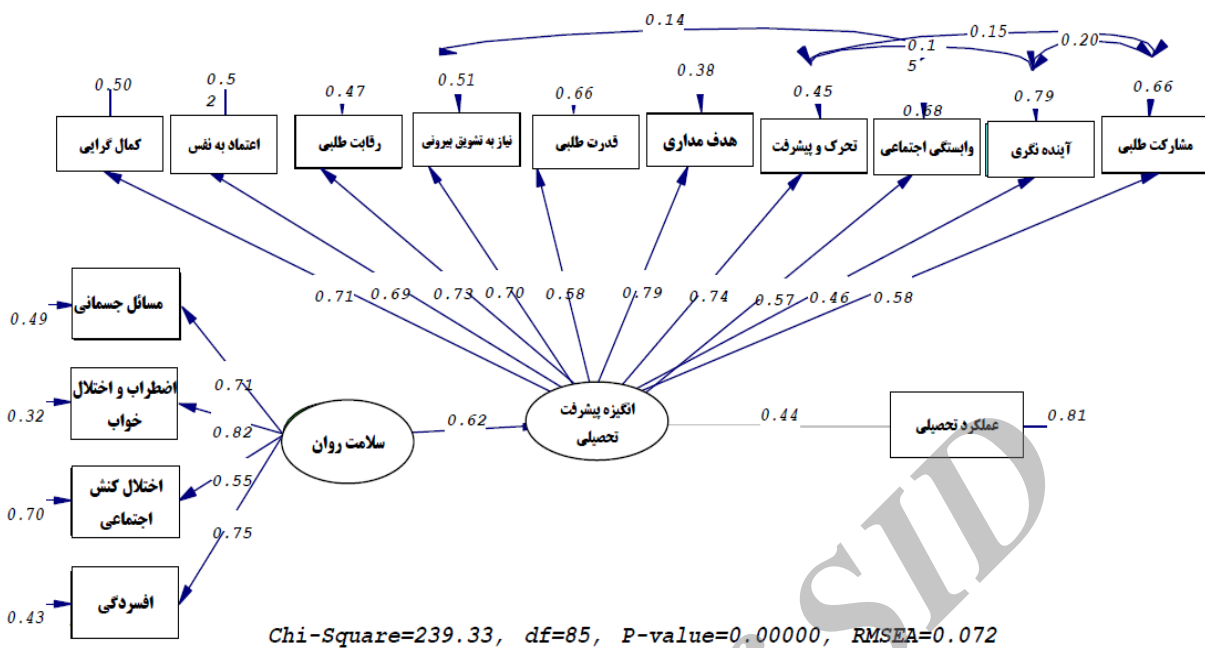 0.14
0.15
0.20
0.1
5
0.50
0.5
2
0.47
0.51
0.66
0.38
0.45
0.68
0.79
0.66
کمال گرایی
اعتماد به نفس
رقابت طلبی
نیاز به تشویق بیرونی
قدرت طلبی
هدف مداری
تحرک و پیشرفت
وابستگی اجتماعی
آینده نگری
مشارکت طلبی
0.71
0.69
0.73
0.70
0.58
0.79
0.74
0.57
0.46
0.58
0.49
مسائل جسمانی
0.32
اضطراب و اختلال
خواب
0.70
اختلال کنش
اجتماعی
0.43
افسردگی
0.71
0.82
0.55
0.75
سلامت روان
0.62
انگیزه پیشرفت
تحصیلی
0.44
عملکرد تحصیلی
0.81
SID
Chi-Square=239.33, df=85, P-value=0.00000, RMSEA=0.072